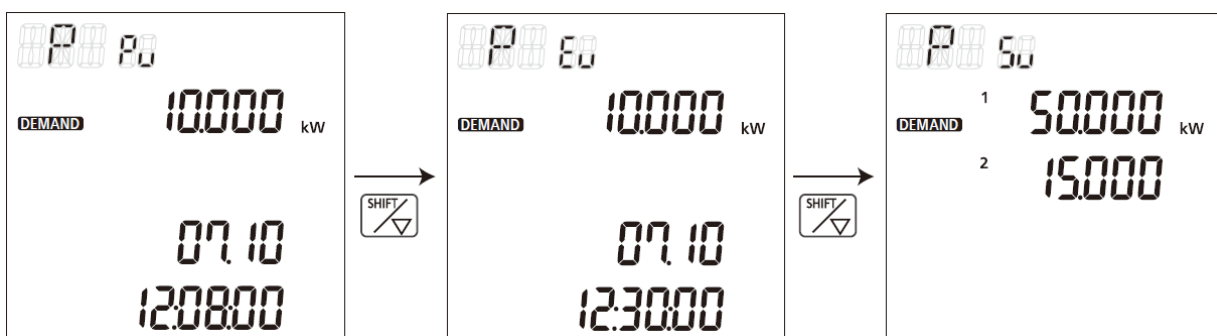 P Pu
DEMAND 10.000 kW
07.10
12:08:00
SHIFT/▽
P Eu
DEMAND 10.000 kW
07.10
12:30:00
SHIFT/▽
P Su
DEMAND 1 50.000 kW
2 15.000